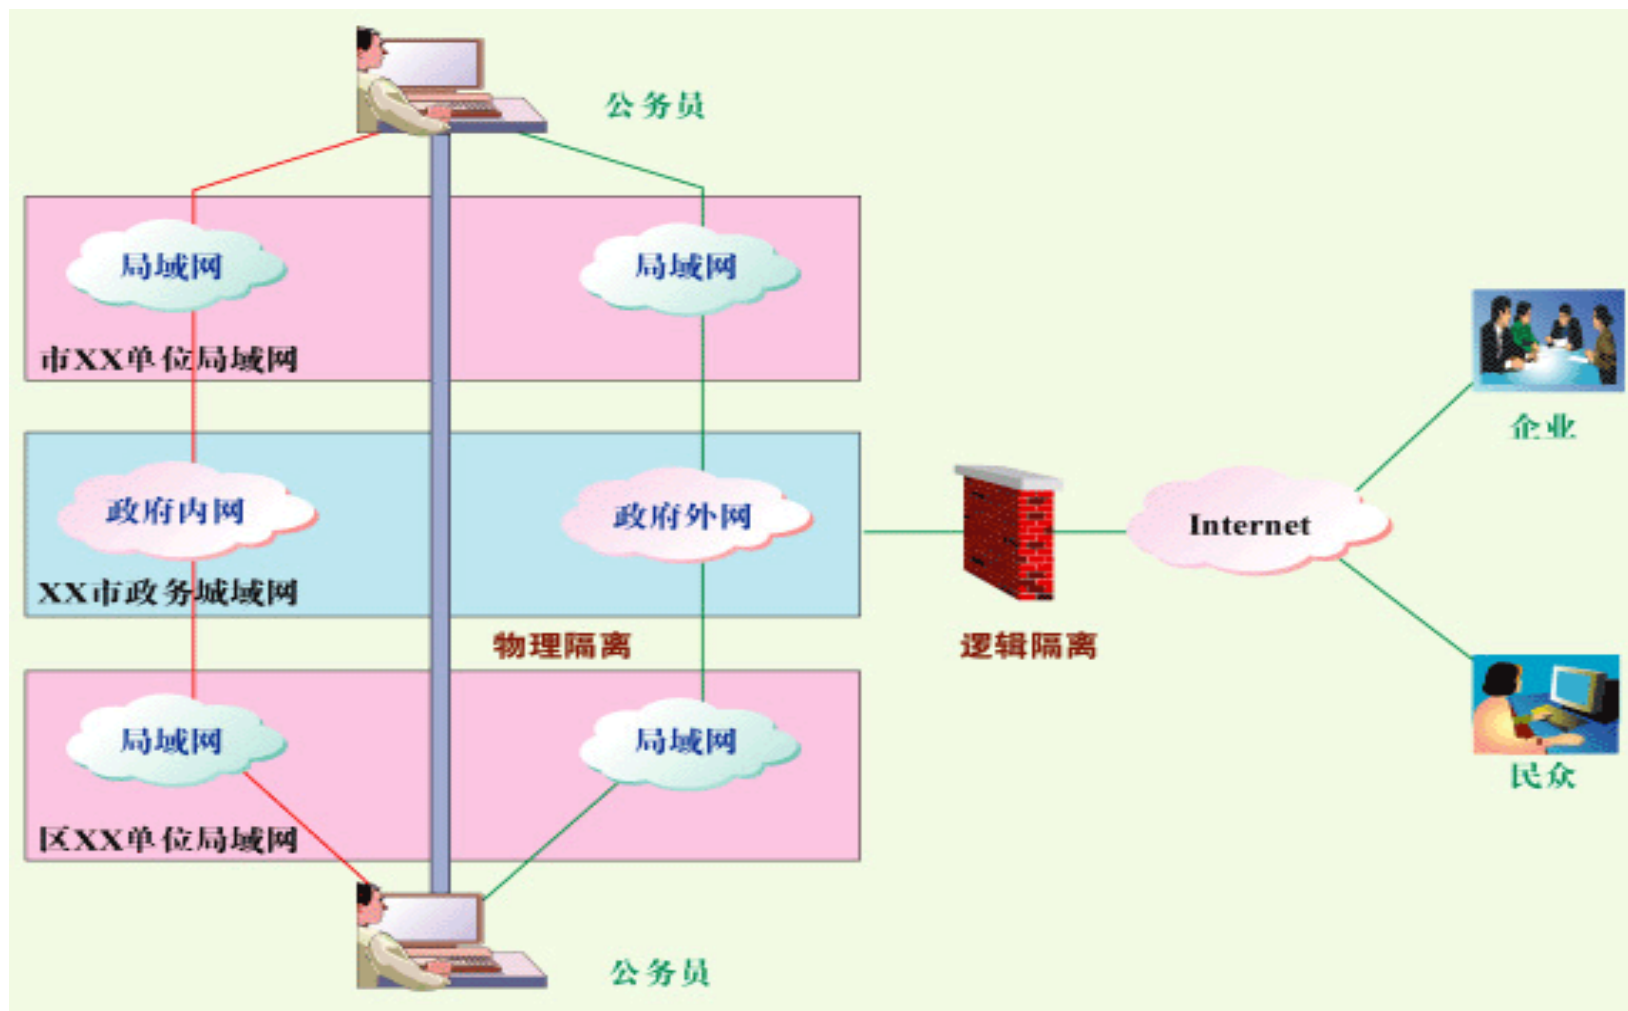 公务员
局域网
局域网
市XX单位局域网
企业
政府内网
政府外网
Internet
XX市政务城域网
物理隔离
逻辑隔离
局域网
局域网
民众
区XX单位局域网
公务员